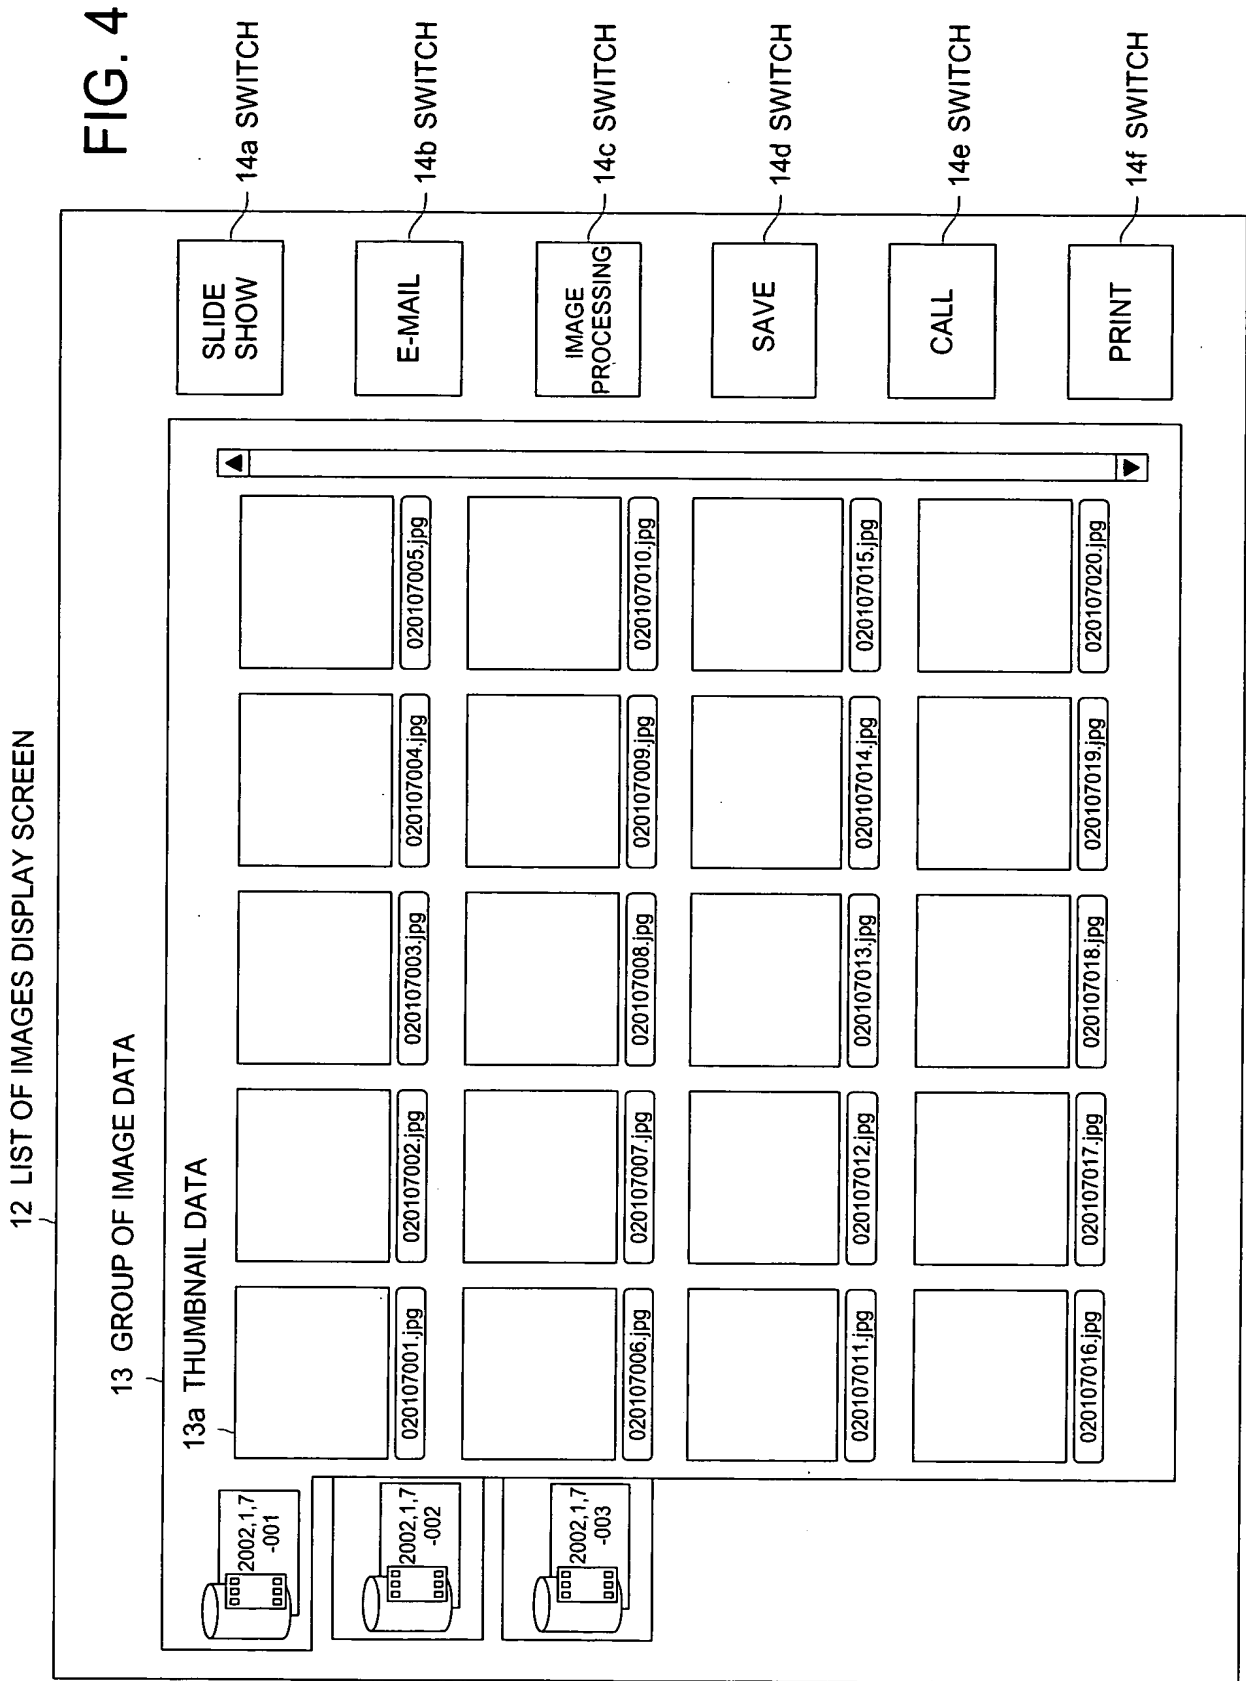 FIG. 4
12 LIST OF IMAGES DISPLAY SCREEN
13 GROUP OF IMAGE DATA
13a THUMBNAIL DATA
2002,1,7
-001
2002,1,7
-002
2002,1,7
-003
020107001.jpg
020107002.jpg
020107003.jpg
020107004.jpg
020107005.jpg
020107006.jpg
020107007.jpg
020107008.jpg
020107009.jpg
020107010.jpg
020107011.jpg
020107012.jpg
020107013.jpg
020107014.jpg
020107015.jpg
020107016.jpg
020107017.jpg
020107018.jpg
020107019.jpg
020107020.jpg
SLIDE
SHOW
14a SWITCH
E-MAIL
14b SWITCH
IMAGE
PROCESSING
14c SWITCH
SAVE
14d SWITCH
CALL
14e SWITCH
PRINT
14f SWITCH